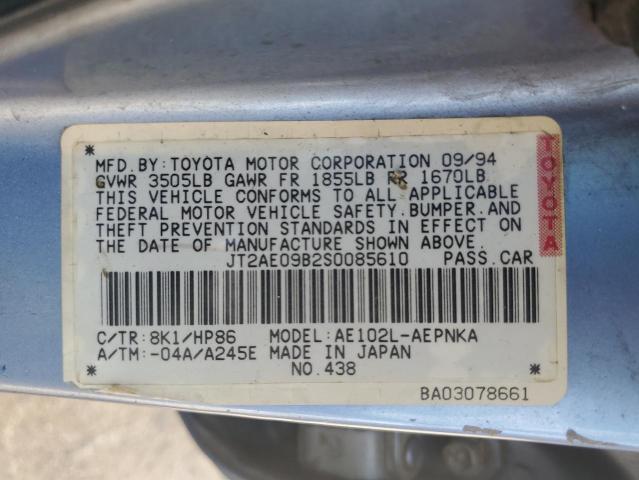 MFD.BY:TOYOTA MOTOR CORPORATION 09/94
GVWR 3505LB GAWR FR 1855LB RR 1670LB
THIS VEHICLE CONFORMS TO ALL APPLICABLE
FEDERAL MOTOR VEHICLE SAFETY.BUMPER.AND
THEFT PREVENTION STANDARDS IN EFFECT ON
THE DATE OF MANUFACTURE SHOWN ABOVE.
JT2AE09B2S0085610 PASS.CAR
C/TR:8K1/HP86 MODEL:AE102L-AEPNKA
A/TM:-04A/A245E MADE IN JAPAN
* NO.438 *
BA03078661
TOYOTA